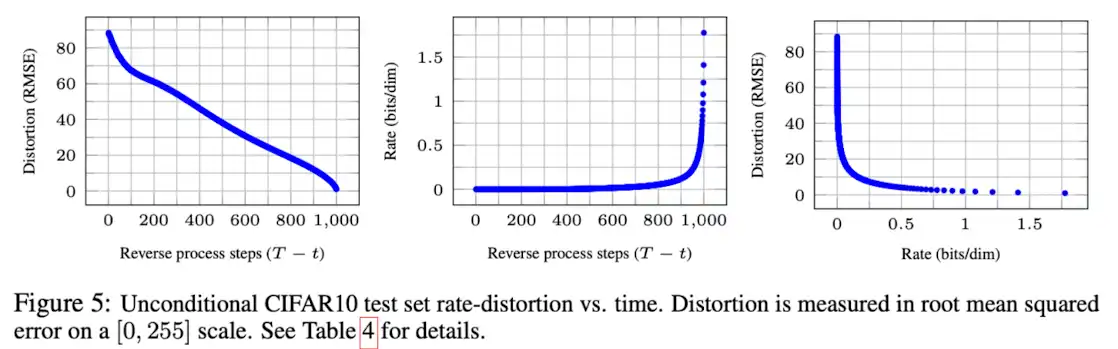 Distortion (RMSE)
80
60
40
20
0
0 200 400 600 800 1,000
Reverse process steps (T − t)
Rate (bits/dim)
1.5
1
0.5
0
0 200 400 600 800 1,000
Reverse process steps (T − t)
Distortion (RMSE)
80
60
40
20
0
0 0.5 1 1.5
Rate (bits/dim)
Figure 5: Unconditional CIFAR10 test set rate-distortion vs. time. Distortion is measured in root mean squared
error on a [0, 255] scale. See Table 4 for details.